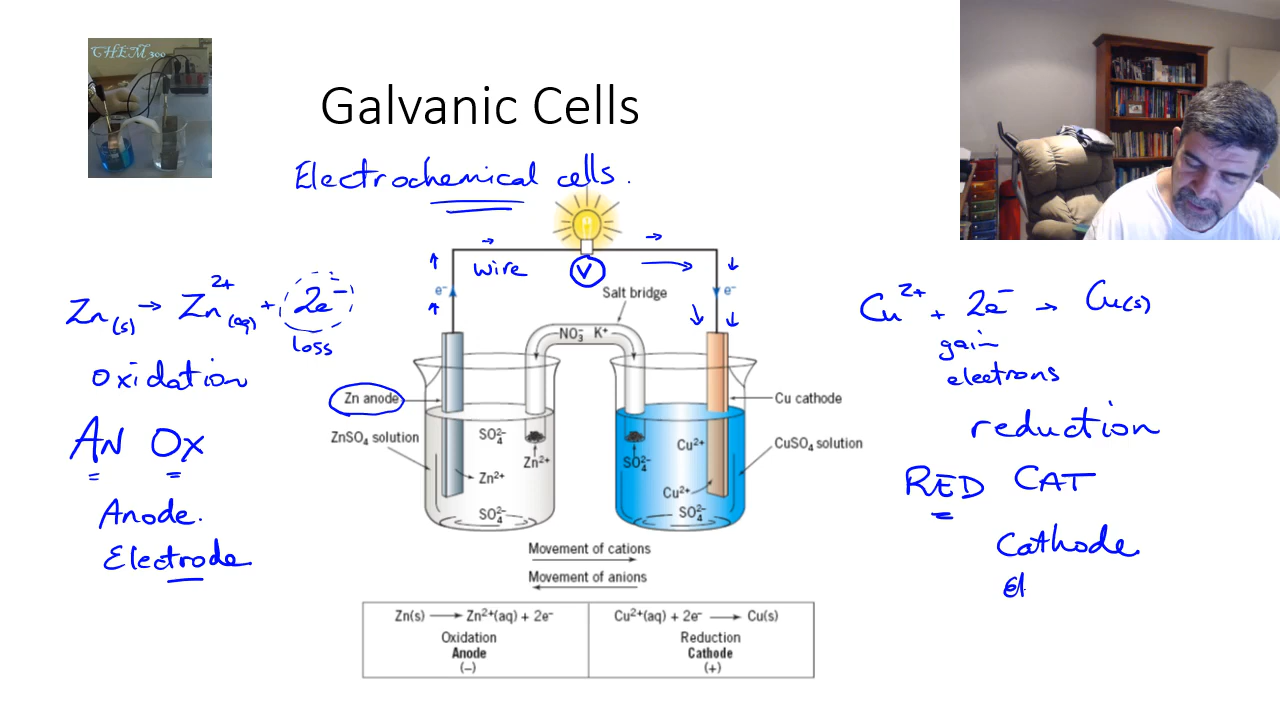 CHEM 300
Galvanic Cells
Electrochemical cells.
wire
V
e⁻
e⁻
Salt bridge
NO₃⁻ K⁺
Zn(s) → Zn²⁺(aq) + 2e⁻
loss
oxidation
AN OX
Anode.
Electrode
Cu²⁺ + 2e⁻ → Cu(s)
gain
electrons
reduction
RED CAT
Cathode
el
Zn anode
Cu cathode
ZnSO₄ solution
CuSO₄ solution
SO₄²⁻
Zn²⁺
Zn²⁺
SO₄²⁻
SO₄²⁻
Cu²⁺
Cu²⁺
SO₄²⁻
Movement of cations
Movement of anions
Zn(s) → Zn²⁺(aq) + 2e⁻
Oxidation
Anode
(−)
Cu²⁺(aq) + 2e⁻ → Cu(s)
Reduction
Cathode
(+)